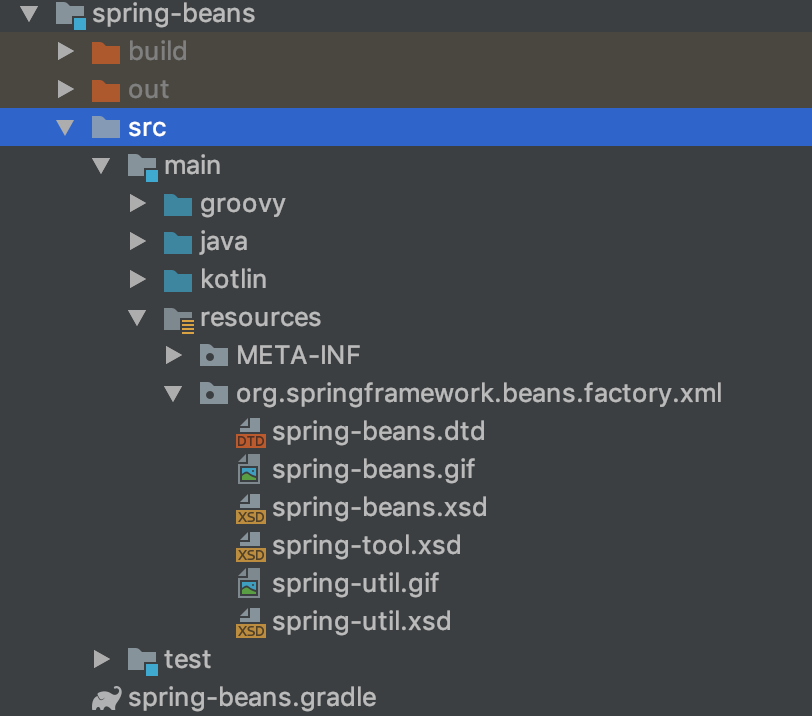 spring-beans
build
out
src
main
groovy
java
kotlin
resources
META-INF
org.springframework.beans.factory.xml
DTD spring-beans.dtd
spring-beans.gif
XSD spring-beans.xsd
XSD spring-tool.xsd
spring-util.gif
XSD spring-util.xsd
test
spring-beans.gradle